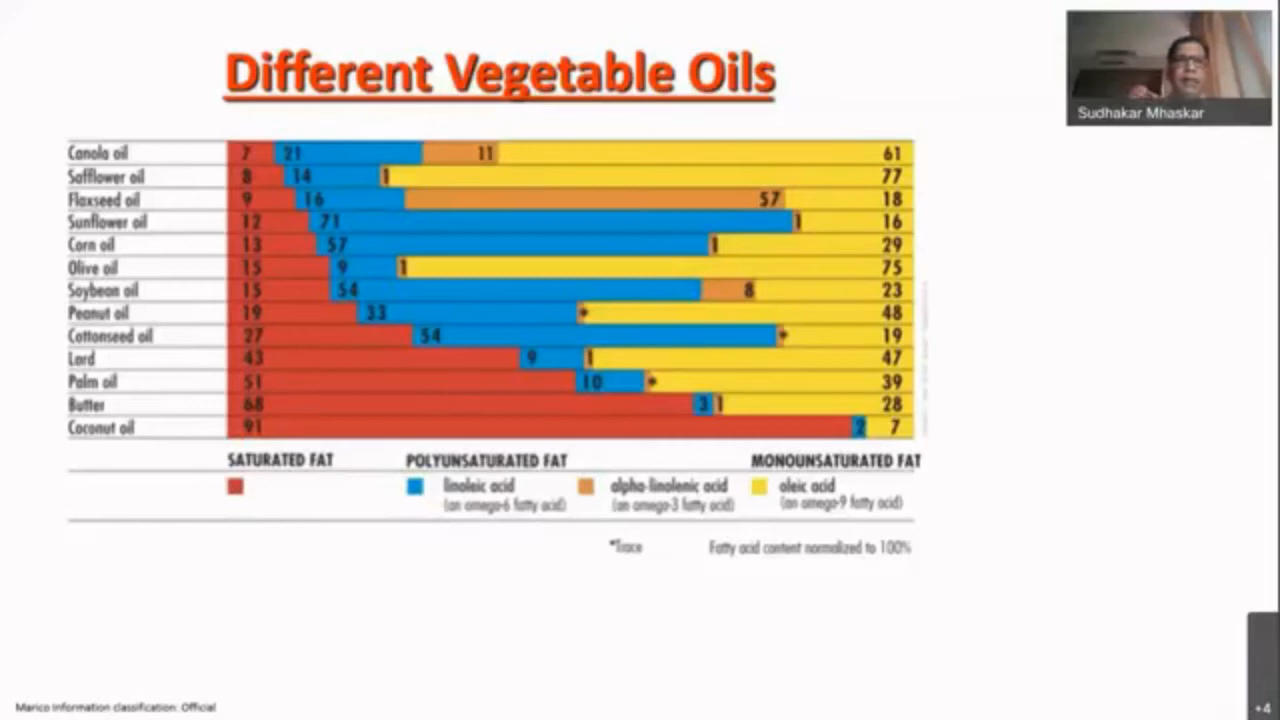 Different Vegetable Oils
Sudhakar Mhaskar
Canola oil 7 21 11 61
Safflower oil 8 14 1 77
Flaxseed oil 9 16 57 18
Sunflower oil 12 71 1 16
Corn oil 13 57 1 29
Olive oil 15 9 1 75
Soybean oil 15 54 8 23
Peanut oil 19 33 * 48
Cottonseed oil 27 54 * 19
Lard 43 9 1 47
Palm oil 51 10 * 39
Butter 68 3 1 28
Coconut oil 91 2 7
SATURATED FAT POLYUNSATURATED FAT MONOUNSATURATED FAT
linoleic acid alpha-linolenic acid oleic acid
(an omega-6 fatty acid) (an omega-3 fatty acid) (an omega-9 fatty acid)
*Trace Fatty acid content normalized to 100%
Marico Information classification: Official
+4